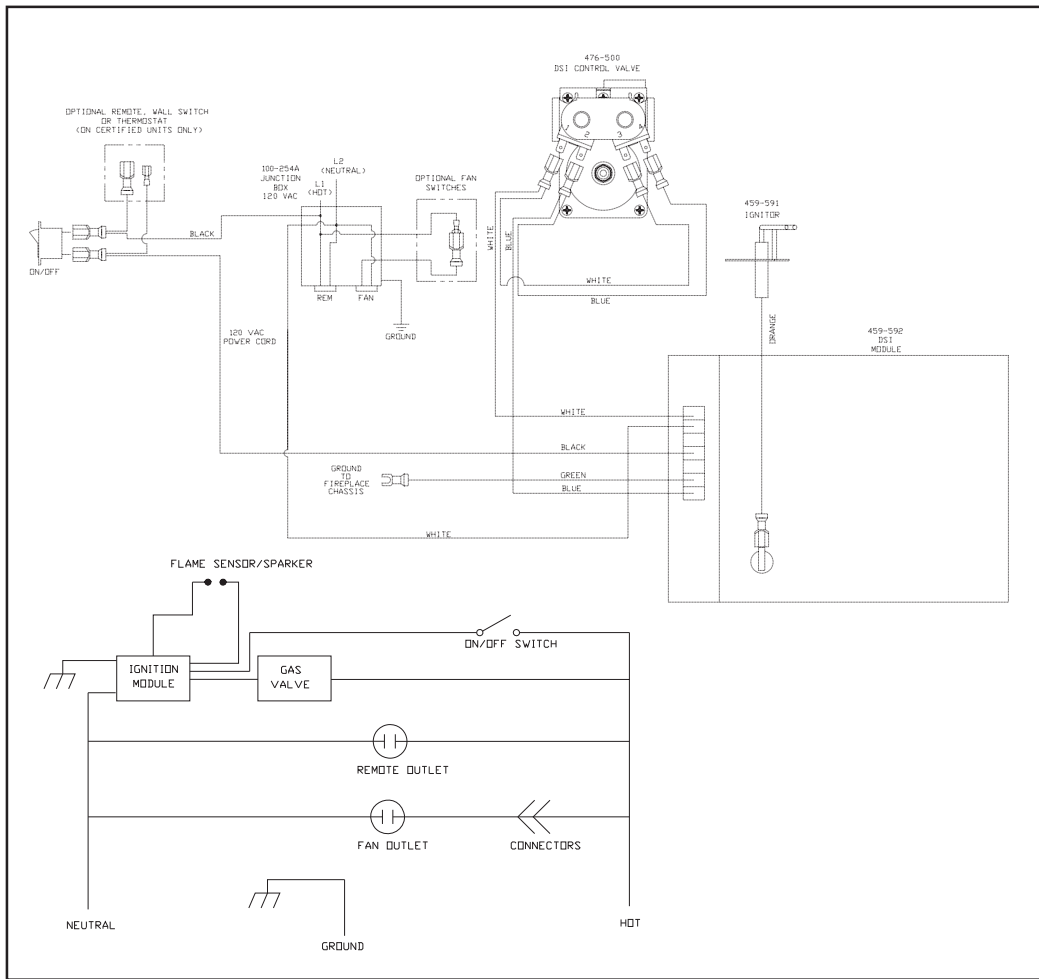 476-500
DSI CONTROL VALVE
OPTIONAL REMOTE, WALL SWITCH
OR THERMOSTAT
(ON CERTIFIED UNITS ONLY)
100-254A
JUNCTION
BOX
120 VAC
L2
(NEUTRAL)
L1
(HOT)
OPTIONAL FAN
SWITCHES
1
2
3
4
459-591
IGNITOR
BLACK
ON/OFF
WHITE
BLUE
WHITE
BLUE
REM
FAN
GROUND
120 VAC
POWER CORD
ORANGE
459-592
DSI
MODULE
WHITE
BLACK
GROUND
TO
FIREPLACE
CHASSIS
GREEN
BLUE
WHITE
FLAME SENSOR/SPARKER
ON/OFF SWITCH
IGNITION
MODULE
GAS
VALVE
REMOTE OUTLET
FAN OUTLET
CONNECTORS
NEUTRAL
HOT
GROUND